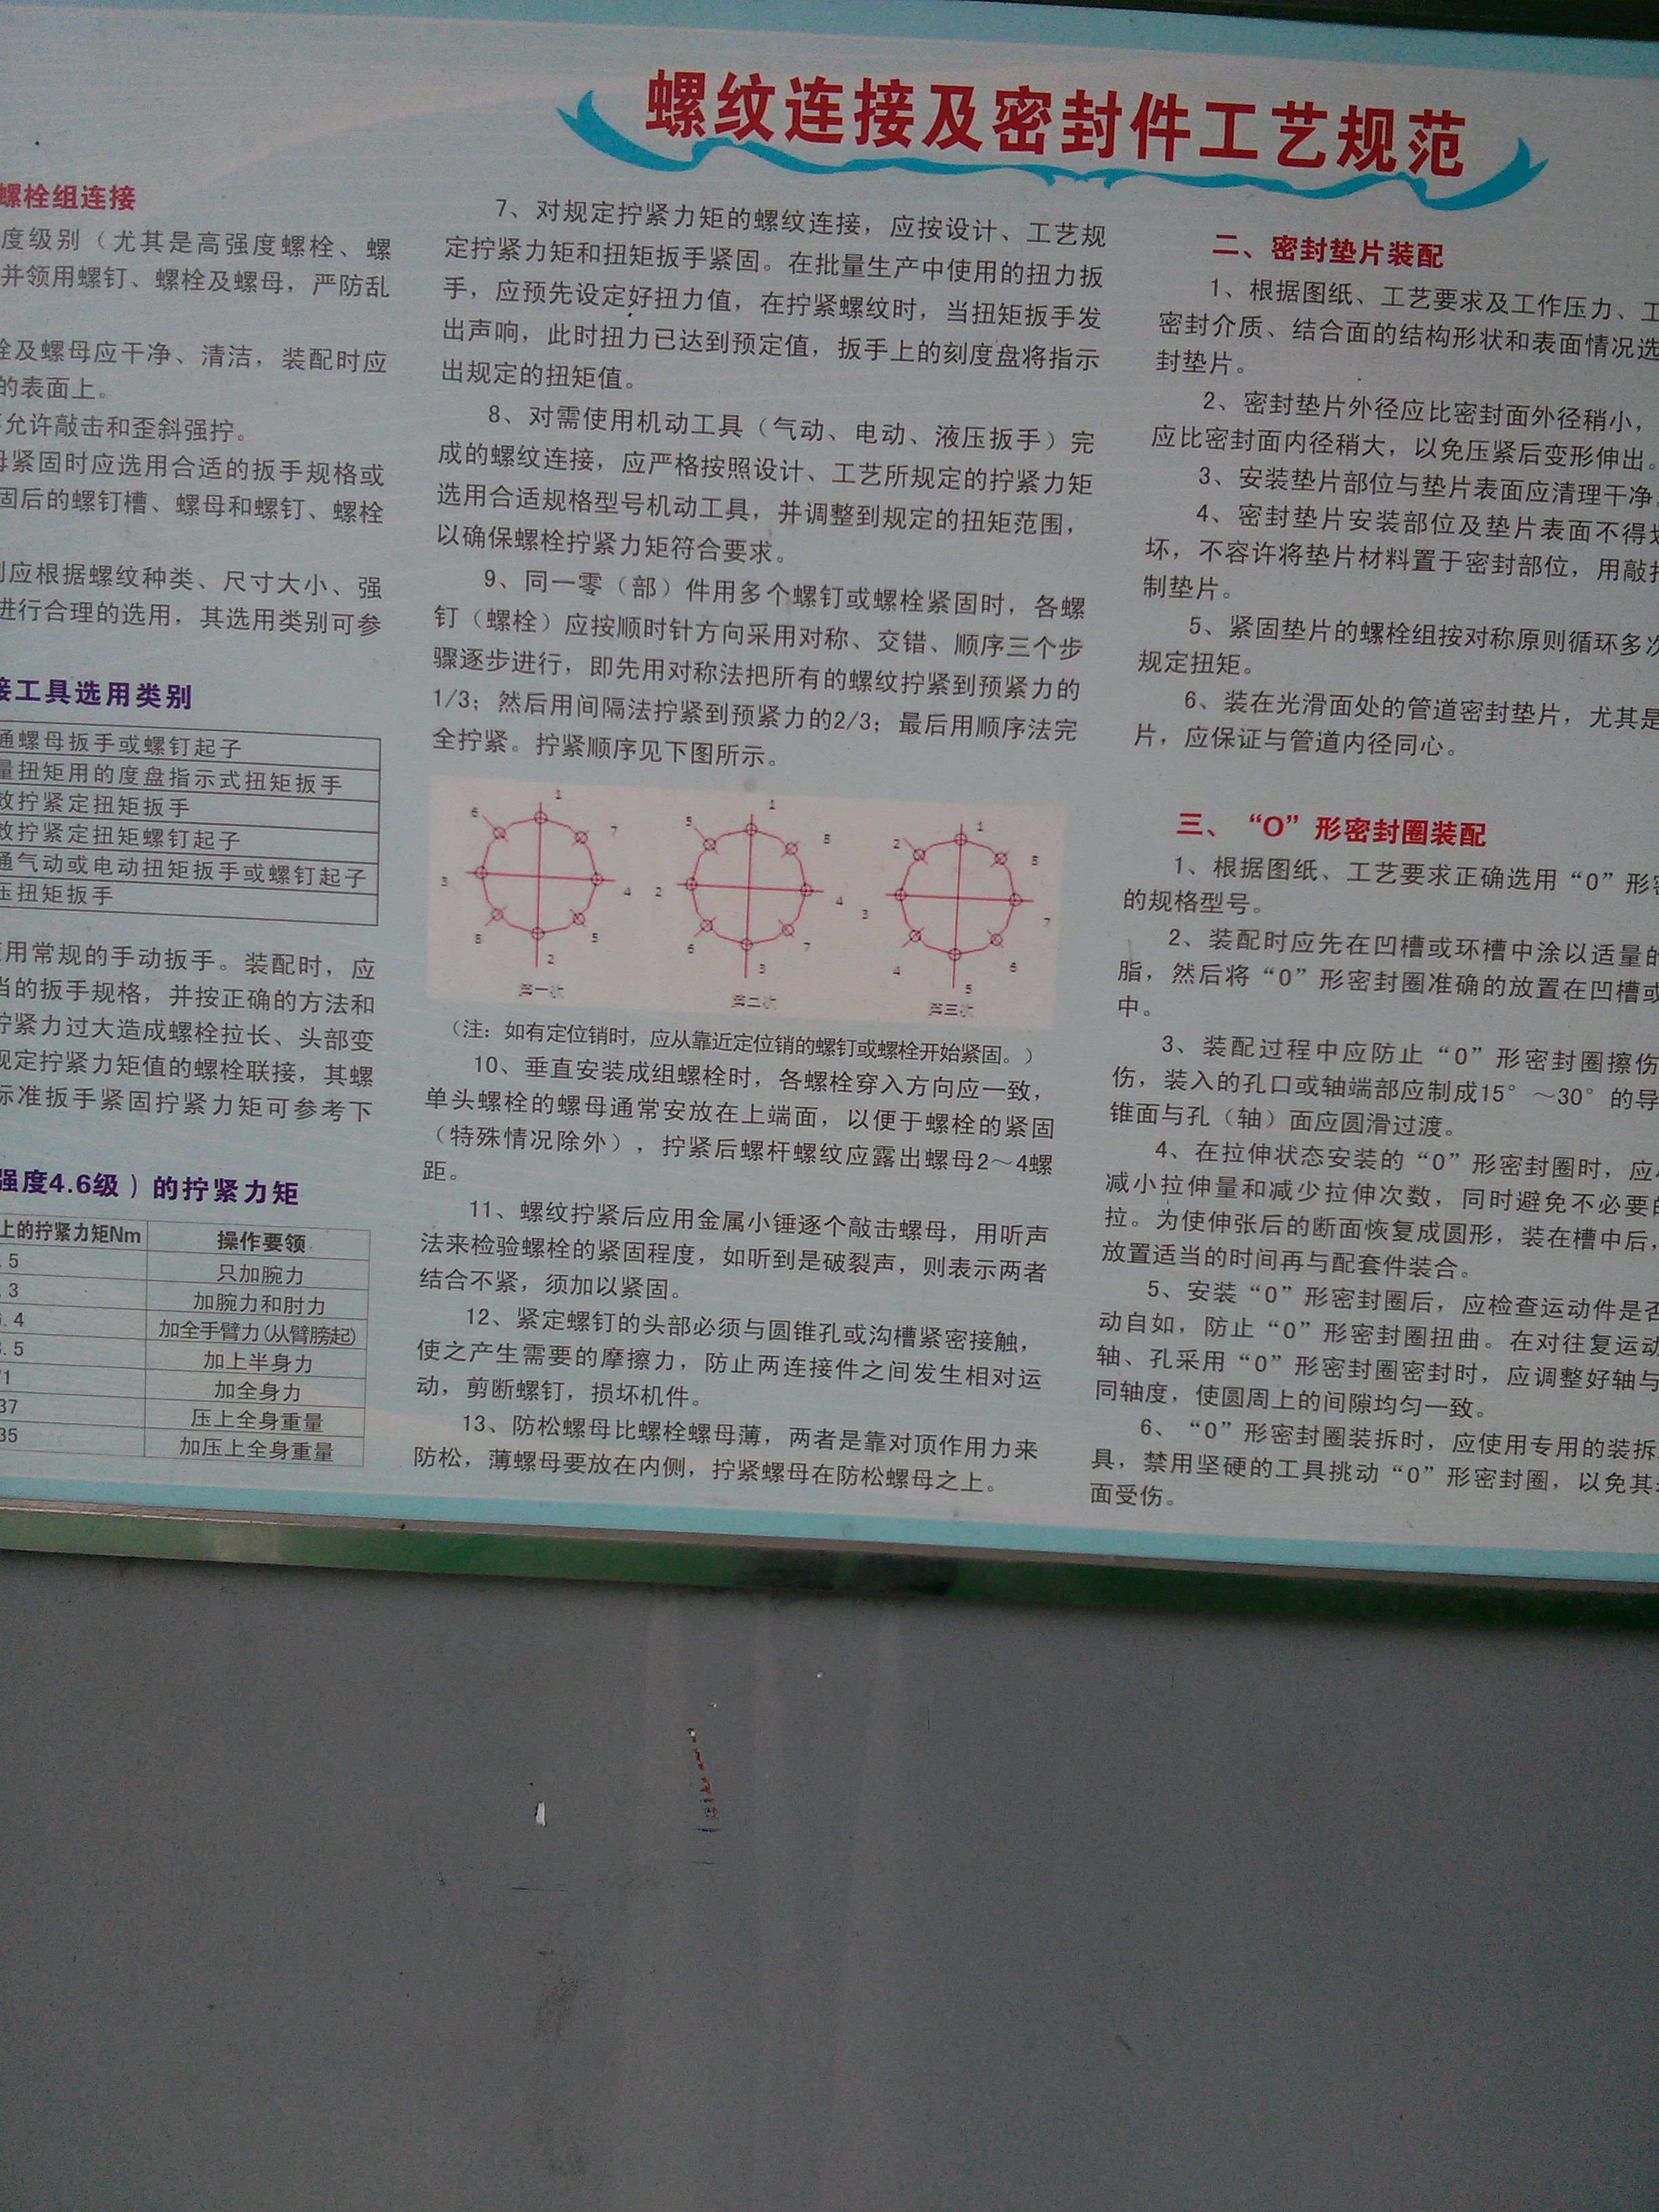 螺纹连接及密封件工艺规范
螺栓组连接
度级别（尤其是高强度螺栓、螺
并领用螺钉、螺栓及螺母，严防乱
及螺母应干净、清洁，装配时应
的表面上。
允许敲击和歪斜强拧。
紧固时应选用合适的扳手规格或
固后的螺钉槽、螺母和螺钉、螺栓
应根据螺纹种类、尺寸大小、强
进行合理的选用，其选用类别可参
工具选用类别
通螺母扳手或螺钉起子
量扭矩用的度盘指示式扭矩扳手
拧紧定扭矩扳手
拧紧定扭矩螺钉起子
通气动或电动扭矩扳手或螺钉起子
压扭矩扳手
用常规的手动扳手。装配时，应
当的扳手规格，并按正确的方法和
拧紧力过大造成螺栓拉长、头部变
规定拧紧力矩值的螺栓联接，其螺
标准扳手紧固拧紧力矩可参考下
强度4.6级）的拧紧力矩
上的拧紧力矩Nm 操作要领
.5 只加腕力
.3 加腕力和肘力
.4 加全手臂力(从臂膀起)
.5 加上半身力
1 加全身力
37 压上全身重量
35 加压上全身重量
7、对规定拧紧力矩的螺纹连接，应按设计、工艺规
定拧紧力矩和扭矩扳手紧固。在批量生产中使用的扭力扳
手，应预先设定好扭力值，在拧紧螺纹时，当扭矩扳手发
出声响，此时扭力已达到预定值，扳手上的刻度盘将指示
出规定的扭矩值。
8、对需使用机动工具（气动、电动、液压扳手）完
成的螺纹连接，应严格按照设计、工艺所规定的拧紧力矩
选用合适规格型号机动工具，并调整到规定的扭矩范围，
以确保螺栓拧紧力矩符合要求。
9、同一零（部）件用多个螺钉或螺栓紧固时，各螺
钉（螺栓）应按顺时针方向采用对称、交错、顺序三个步
骤逐步进行，即先用对称法把所有的螺纹拧紧到预紧力的
1/3；然后用间隔法拧紧到预紧力的2/3；最后用顺序法完
全拧紧。拧紧顺序见下图所示。
6 1 7 3 4 2 5
5 1 2 4 6 7 3
2 1 3 7 4 6 5
第一次 第二次 第三次
（注：如有定位销时，应从靠近定位销的螺钉或螺栓开始紧固。）
10、垂直安装成组螺栓时，各螺栓穿入方向应一致，
单头螺栓的螺母通常安放在上端面，以便于螺栓的紧固
（特殊情况除外），拧紧后螺杆螺纹应露出螺母2～4螺
距。
11、螺纹拧紧后应用金属小锤逐个敲击螺母，用听声
法来检验螺栓的紧固程度，如听到是破裂声，则表示两者
结合不紧，须加以紧固。
12、紧定螺钉的头部必须与圆锥孔或沟槽紧密接触，
使之产生需要的摩擦力，防止两连接件之间发生相对运
动，剪断螺钉，损坏机件。
13、防松螺母比螺栓螺母薄，两者是靠对顶作用力来
防松，薄螺母要放在内侧，拧紧螺母在防松螺母之上。
二、密封垫片装配
1、根据图纸、工艺要求及工作压力、工
密封介质、结合面的结构形状和表面情况选
封垫片。
2、密封垫片外径应比密封面外径稍小，
应比密封面内径稍大，以免压紧后变形伸出。
3、安装垫片部位与垫片表面应清理干净
4、密封垫片安装部位及垫片表面不得
坏，不容许将垫片材料置于密封部位，用敲
制垫片。
5、紧固垫片的螺栓组按对称原则循环多次
规定扭矩。
6、装在光滑面处的管道密封垫片，尤其是
片，应保证与管道内径同心。
三、“O”形密封圈装配
1、根据图纸、工艺要求正确选用“0”形
的规格型号。
2、装配时应先在凹槽或环槽中涂以适量的
脂，然后将“0”形密封圈准确的放置在凹槽或
中。
3、装配过程中应防止“0”形密封圈擦伤
伤，装入的孔口或轴端部应制成15°～30°的导
锥面与孔（轴）面应圆滑过渡。
4、在拉伸状态安装的“0”形密封圈时，应
减小拉伸量和减少拉伸次数，同时避免不必要的
拉。为使伸张后的断面恢复成圆形，装在槽中后，
放置适当的时间再与配套件装合。
5、安装“0”形密封圈后，应检查运动件是否
动自如，防止“0”形密封圈扭曲。在对往复运动
轴、孔采用“0”形密封圈密封时，应调整好轴与
同轴度，使圆周上的间隙均匀一致。
6、“0”形密封圈装拆时，应使用专用的装拆
具，禁用坚硬的工具挑动“0”形密封圈，以免其
面受伤。